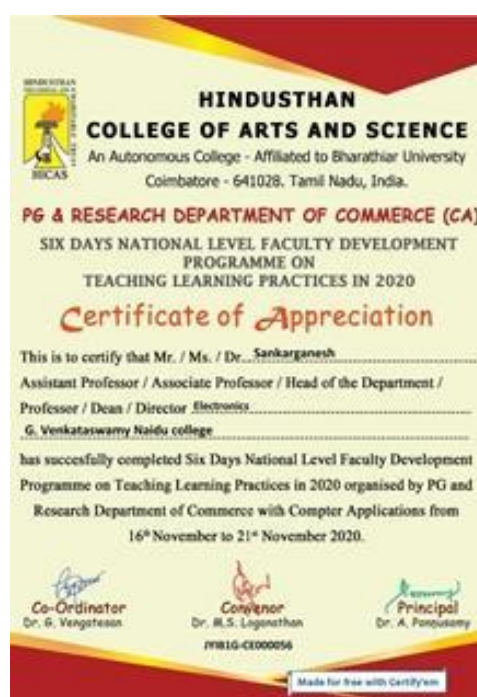 HINDUSTHAN
HICAS
HINDUSTHAN
COLLEGE OF ARTS AND SCIENCE
An Autonomous College - Affiliated to Bharathiar University
Coimbatore - 641028. Tamil Nadu, India.
PG & RESEARCH DEPARTMENT OF COMMERCE (CA)
SIX DAYS NATIONAL LEVEL FACULTY DEVELOPMENT
PROGRAMME ON
TEACHING LEARNING PRACTICES IN 2020
Certificate of Appreciation
This is to certify that Mr. / Ms. / Dr. Sankarganesh
Assistant Professor / Associate Professor / Head of the Department /
Professor / Dean / Director Electronics
G. Venkataswamy Naidu college
has succesfully completed Six Days National Level Faculty Development
Programme on Teaching Learning Practices in 2020 organised by PG and
Research Department of Commerce with Compter Applications from
16th November to 21st November 2020.
Co-Ordinator Convenor Principal
Dr. G. Vengatesan Dr. M.S. Loganathan Dr. A. Ponnusamy
JYIB1G-CE000056
Made for free with Certify'em